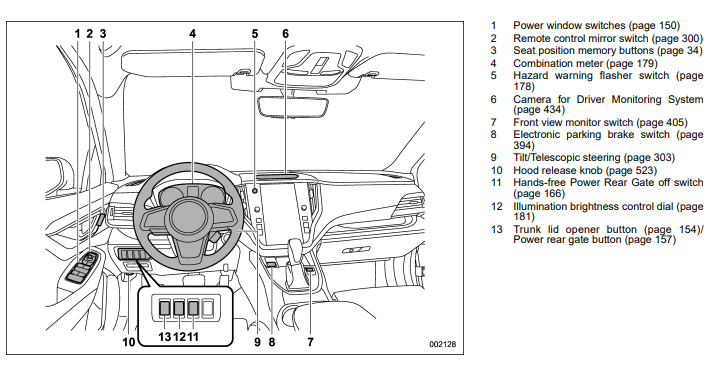 1 2 3 4 5 6
13 12 11
10 9 8 7
002128
1 Power window switches (page 150)
2 Remote control mirror switch (page 300)
3 Seat position memory buttons (page 34)
4 Combination meter (page 179)
5 Hazard warning flasher switch (page
178)
6 Camera for Driver Monitoring System
(page 434)
7 Front view monitor switch (page 405)
8 Electronic parking brake switch (page
394)
9 Tilt/Telescopic steering (page 303)
10 Hood release knob (page 523)
11 Hands-free Power Rear Gate off switch
(page 166)
12 Illumination brightness control dial (page
181)
13 Trunk lid opener button (page 154)/
Power rear gate button (page 157)